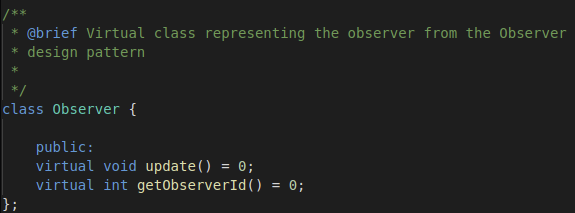 /**
 * @brief Virtual class representing the observer from the Observer
 * design pattern
 *
 */
class Observer {

    public:
    virtual void update() = 0;
    virtual int getObserverId() = 0;
};